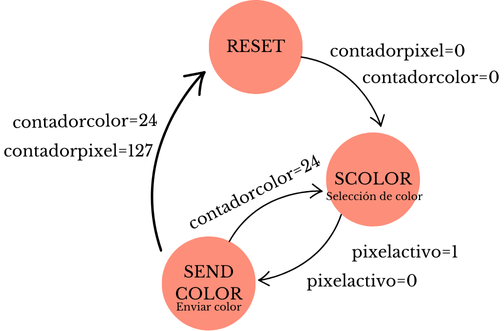 RESET
contadorpixel=0
contadorcolor=0
contadorcolor=24
contadorpixel=127
contadorcolor=24
SCOLOR
Selección de color
pixelactivo=1
pixelactivo=0
SEND
COLOR
Enviar color